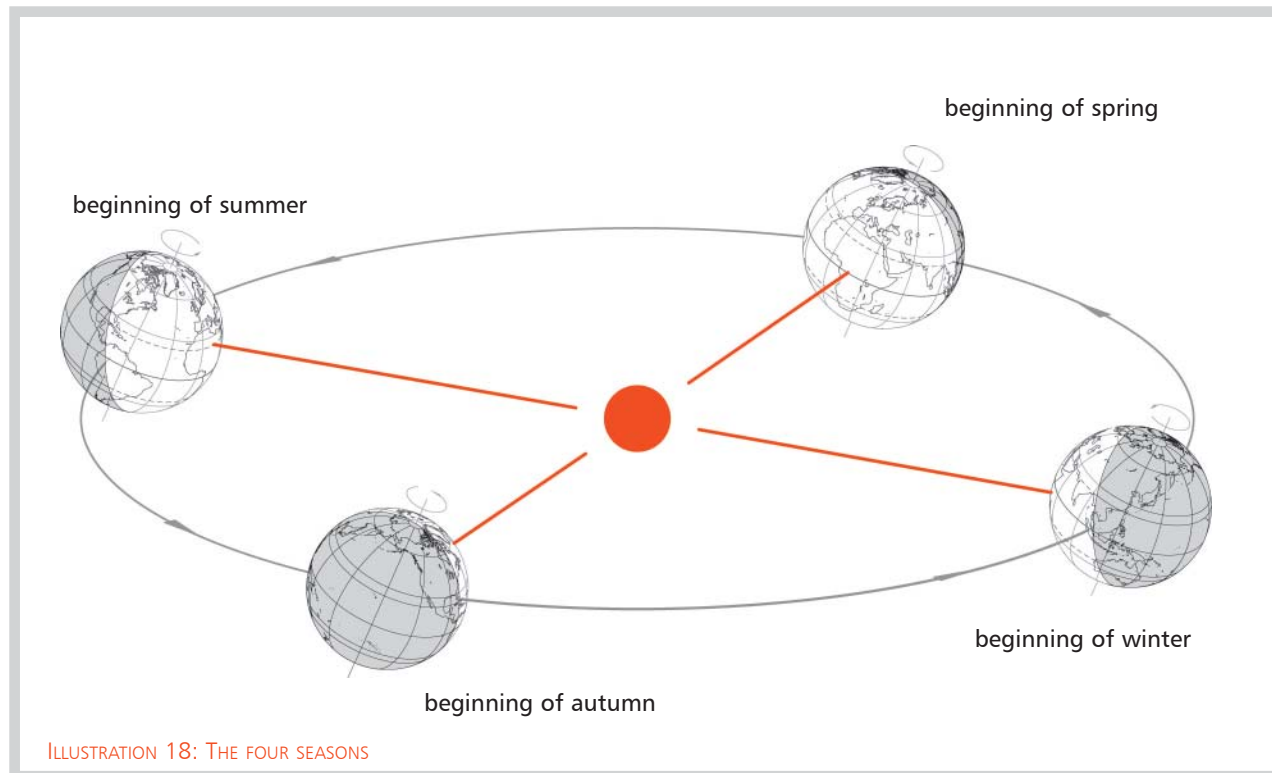 beginning of spring
beginning of summer
beginning of winter
beginning of autumn
ILLUSTRATION 18: THE FOUR SEASONS